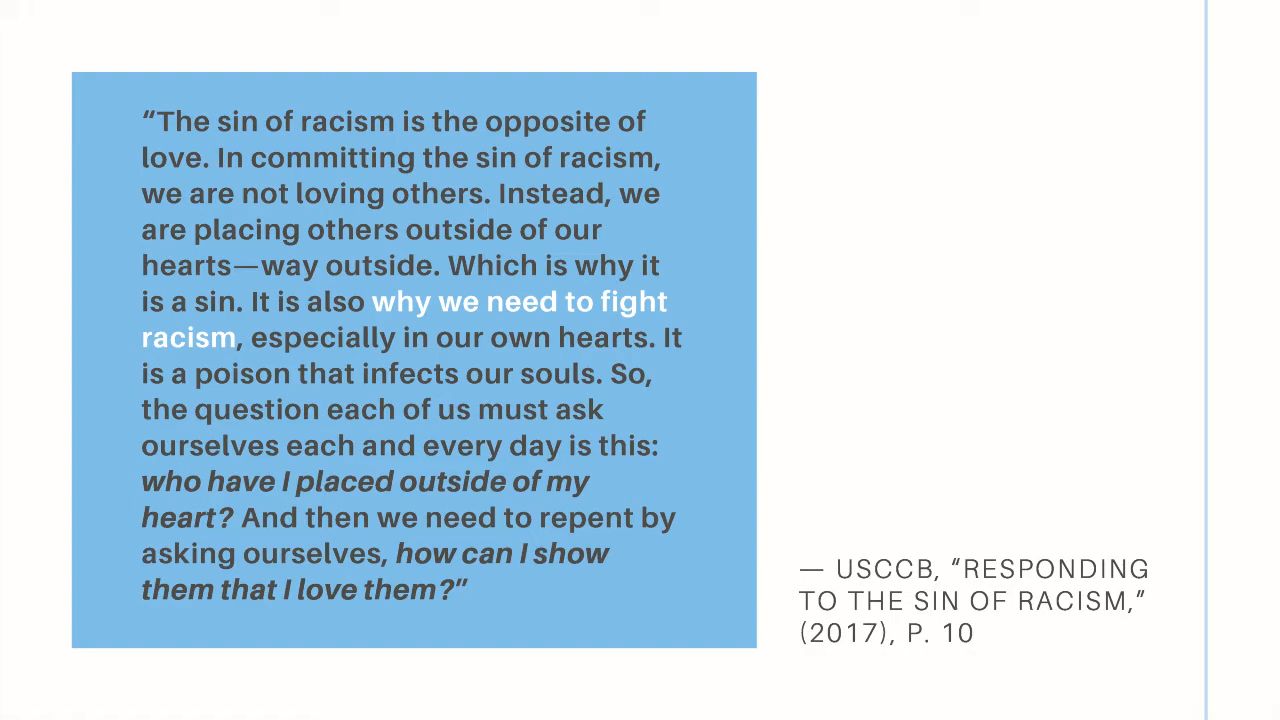 “The sin of racism is the opposite of
love. In committing the sin of racism,
we are not loving others. Instead, we
are placing others outside of our
hearts—way outside. Which is why it
is a sin. It is also why we need to fight
racism, especially in our own hearts. It
is a poison that infects our souls. So,
the question each of us must ask
ourselves each and every day is this:
who have I placed outside of my
heart? And then we need to repent by
asking ourselves, how can I show
them that I love them?”
— USCCB, “RESPONDING
TO THE SIN OF RACISM,”
(2017), P. 10